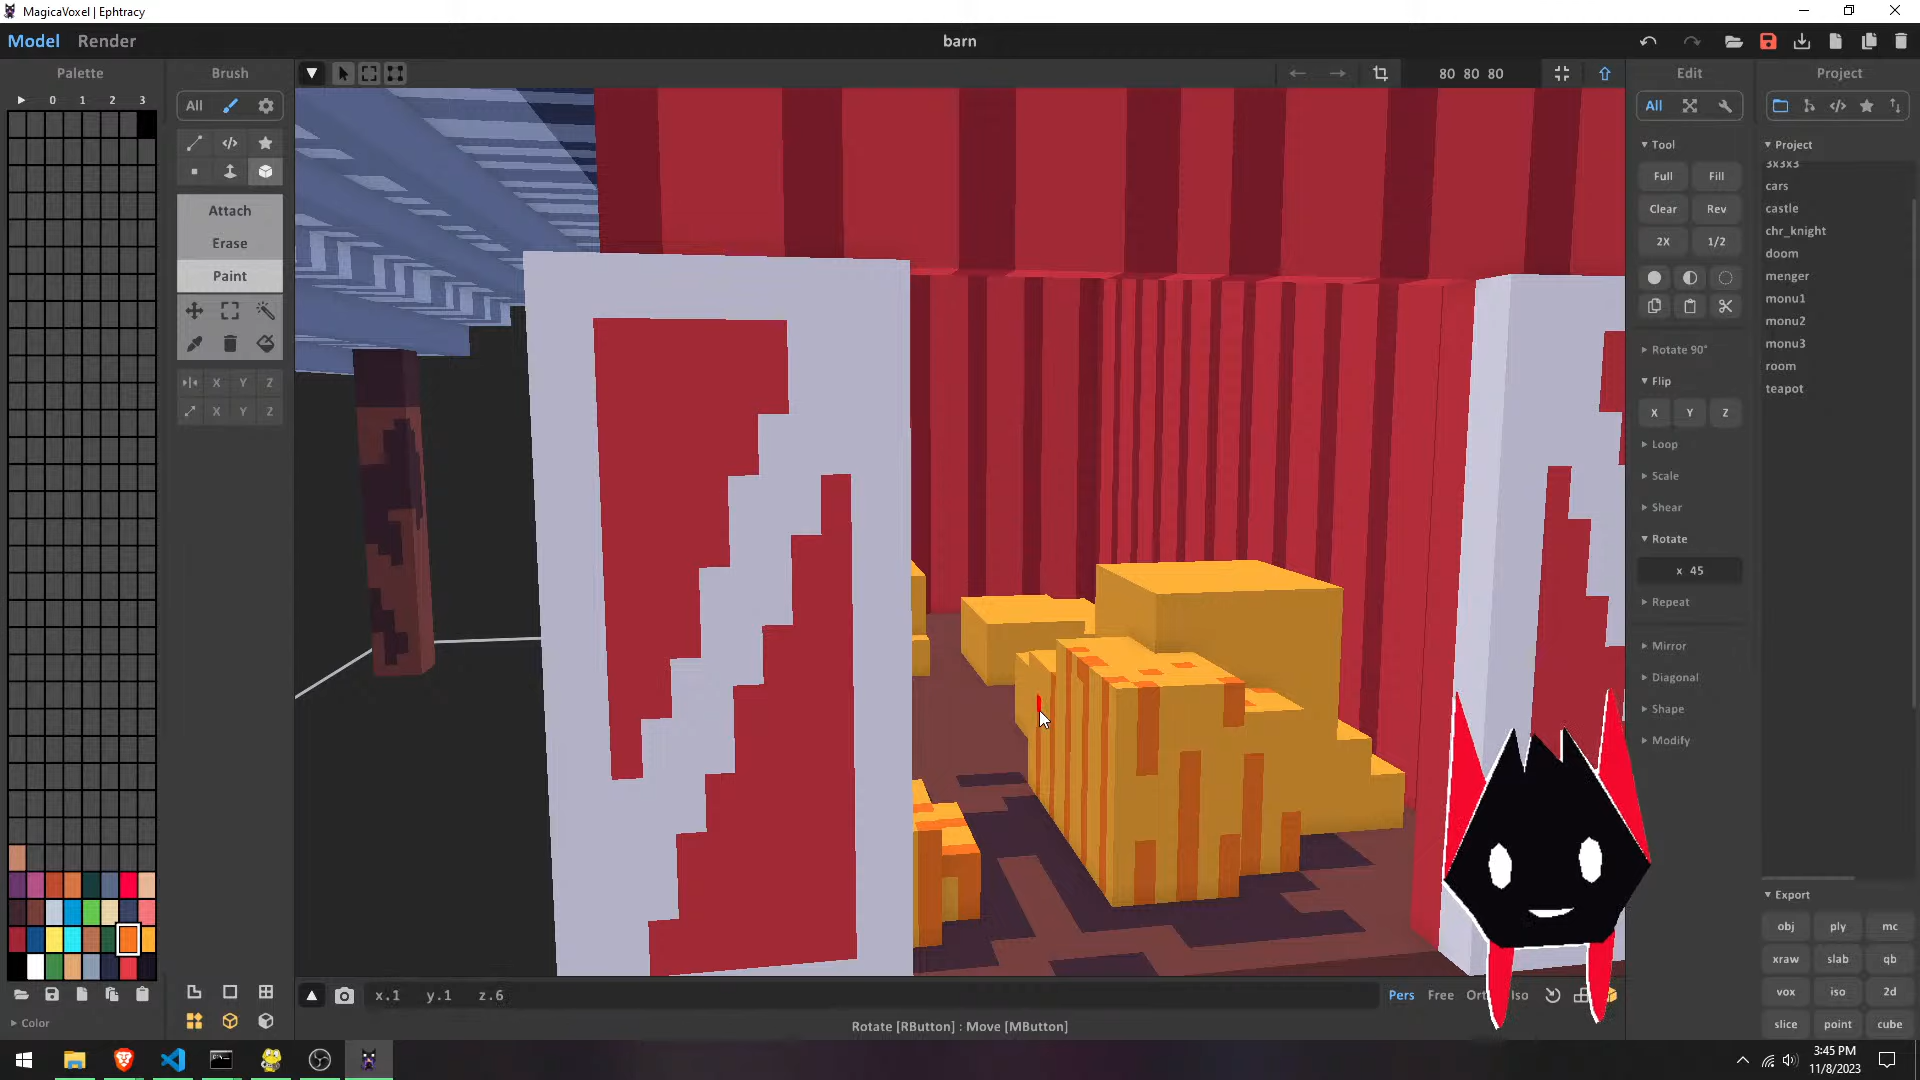 MagicaVoxel | Ephtracy
Model Render
barn
Palette
Brush
80 80 80
Edit
Project
0 1 2 3
All
All
Tool
Project
3x3x3
Full Fill
cars
Attach
Clear Rev
castle
Erase
2X 1/2
chr_knight
doom
Paint
menger
monu1
monu2
Rotate 90°
monu3
Flip
room
X Y Z
teapot
X Y Z
X Y Z
Loop
Scale
Shear
Rotate
x 45
Repeat
Mirror
Diagonal
Shape
Modify
Export
obj ply mc
xraw slab qb
vox iso 2d
slice point cube
x.1 y.1 z.6
Pers Free Ort Iso
Color
Rotate [RButton] : Move [MButton]
3:45 PM
11/8/2023